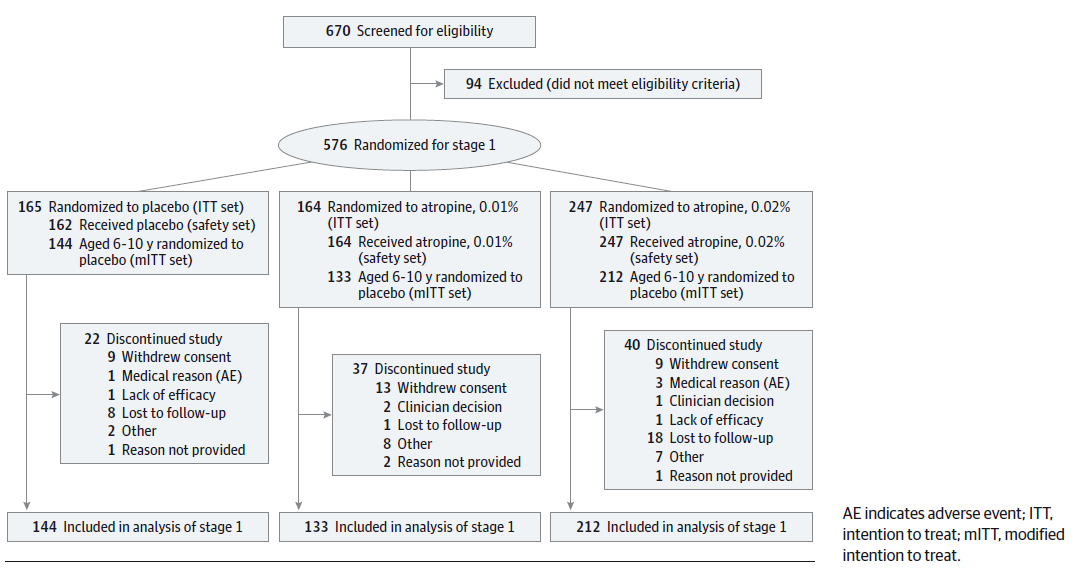 670 Screened for eligibility
94 Excluded (did not meet eligibility criteria)
576 Randomized for stage 1
165 Randomized to placebo (ITT set)
162 Received placebo (safety set)
144 Aged 6-10 y randomized to
placebo (mITT set)
164 Randomized to atropine, 0.01%
(ITT set)
164 Received atropine, 0.01%
(safety set)
133 Aged 6-10 y randomized to
placebo (mITT set)
247 Randomized to atropine, 0.02%
(ITT set)
247 Received atropine, 0.02%
(safety set)
212 Aged 6-10 y randomized to
placebo (mITT set)
22 Discontinued study
9 Withdrew consent
1 Medical reason (AE)
1 Lack of efficacy
8 Lost to follow-up
2 Other
1 Reason not provided
37 Discontinued study
13 Withdrew consent
2 Clinician decision
1 Lost to follow-up
8 Other
2 Reason not provided
40 Discontinued study
9 Withdrew consent
3 Medical reason (AE)
1 Clinician decision
1 Lack of efficacy
18 Lost to follow-up
7 Other
1 Reason not provided
144 Included in analysis of stage 1
133 Included in analysis of stage 1
212 Included in analysis of stage 1
AE indicates adverse event; ITT,
intention to treat; mITT, modified
intention to treat.